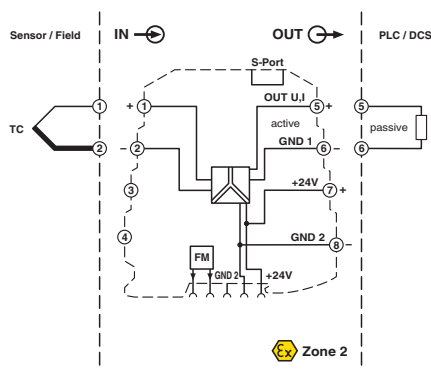 Sensor / Field
IN
OUT
PLC / DCS
S-Port
OUT U,I
1
+
1
5
+
5
TC
active
passive
GND 1
2
–
2
6
–
6
+24V
3
7
+
4
GND 2
8
–
FM
GND 2
+24V
Ex
Zone 2